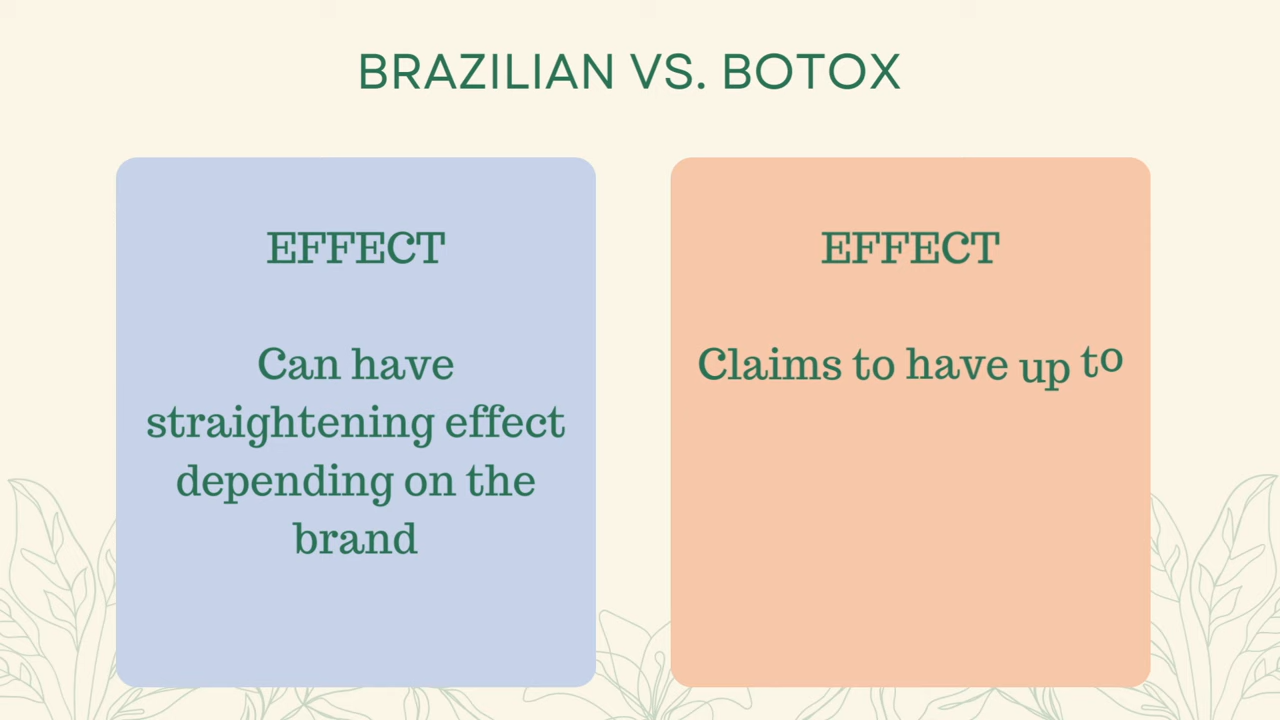 BRAZILIAN VS. BOTOX
EFFECT
Can have
straightening effect
depending on the
brand
EFFECT
Claims to have up to